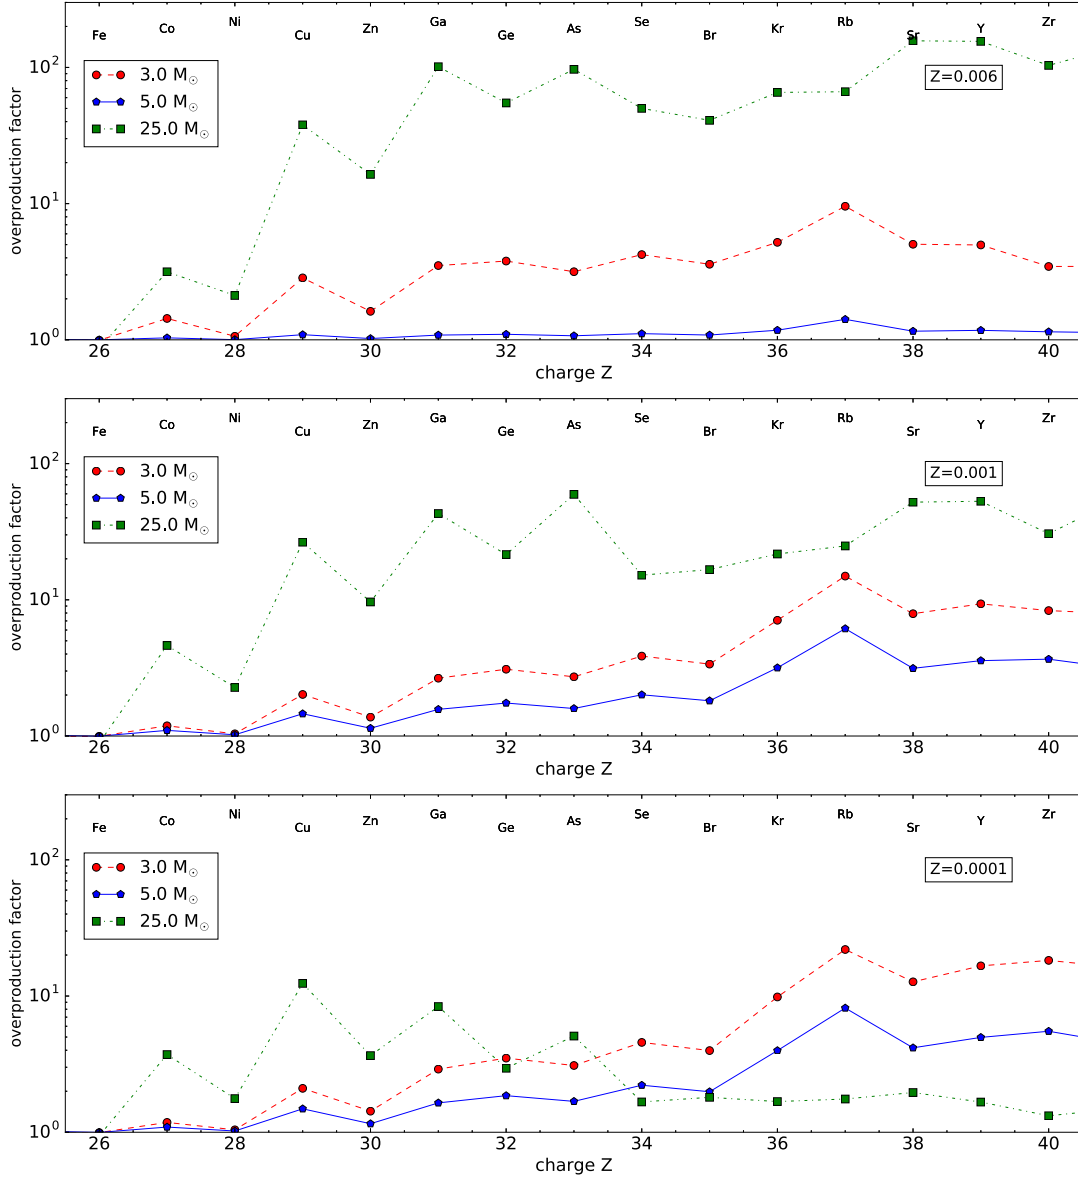 Fe Co Ni Cu Zn Ga Ge As Se Br Kr Rb Sr Y Zr
3.0 M⊙
5.0 M⊙
25.0 M⊙
Z=0.006
overproduction factor
10² 
10¹
10⁰
26 28 30 32 34 36 38 40
charge Z
Fe Co Ni Cu Zn Ga Ge As Se Br Kr Rb Sr Y Zr
3.0 M⊙
5.0 M⊙
25.0 M⊙
Z=0.001
overproduction factor
10²
10¹
10⁰
26 28 30 32 34 36 38 40
charge Z
Fe Co Ni Cu Zn Ga Ge As Se Br Kr Rb Sr Y Zr
3.0 M⊙
5.0 M⊙
25.0 M⊙
Z=0.0001
overproduction factor
10²
10¹
10⁰
26 28 30 32 34 36 38 40
charge Z